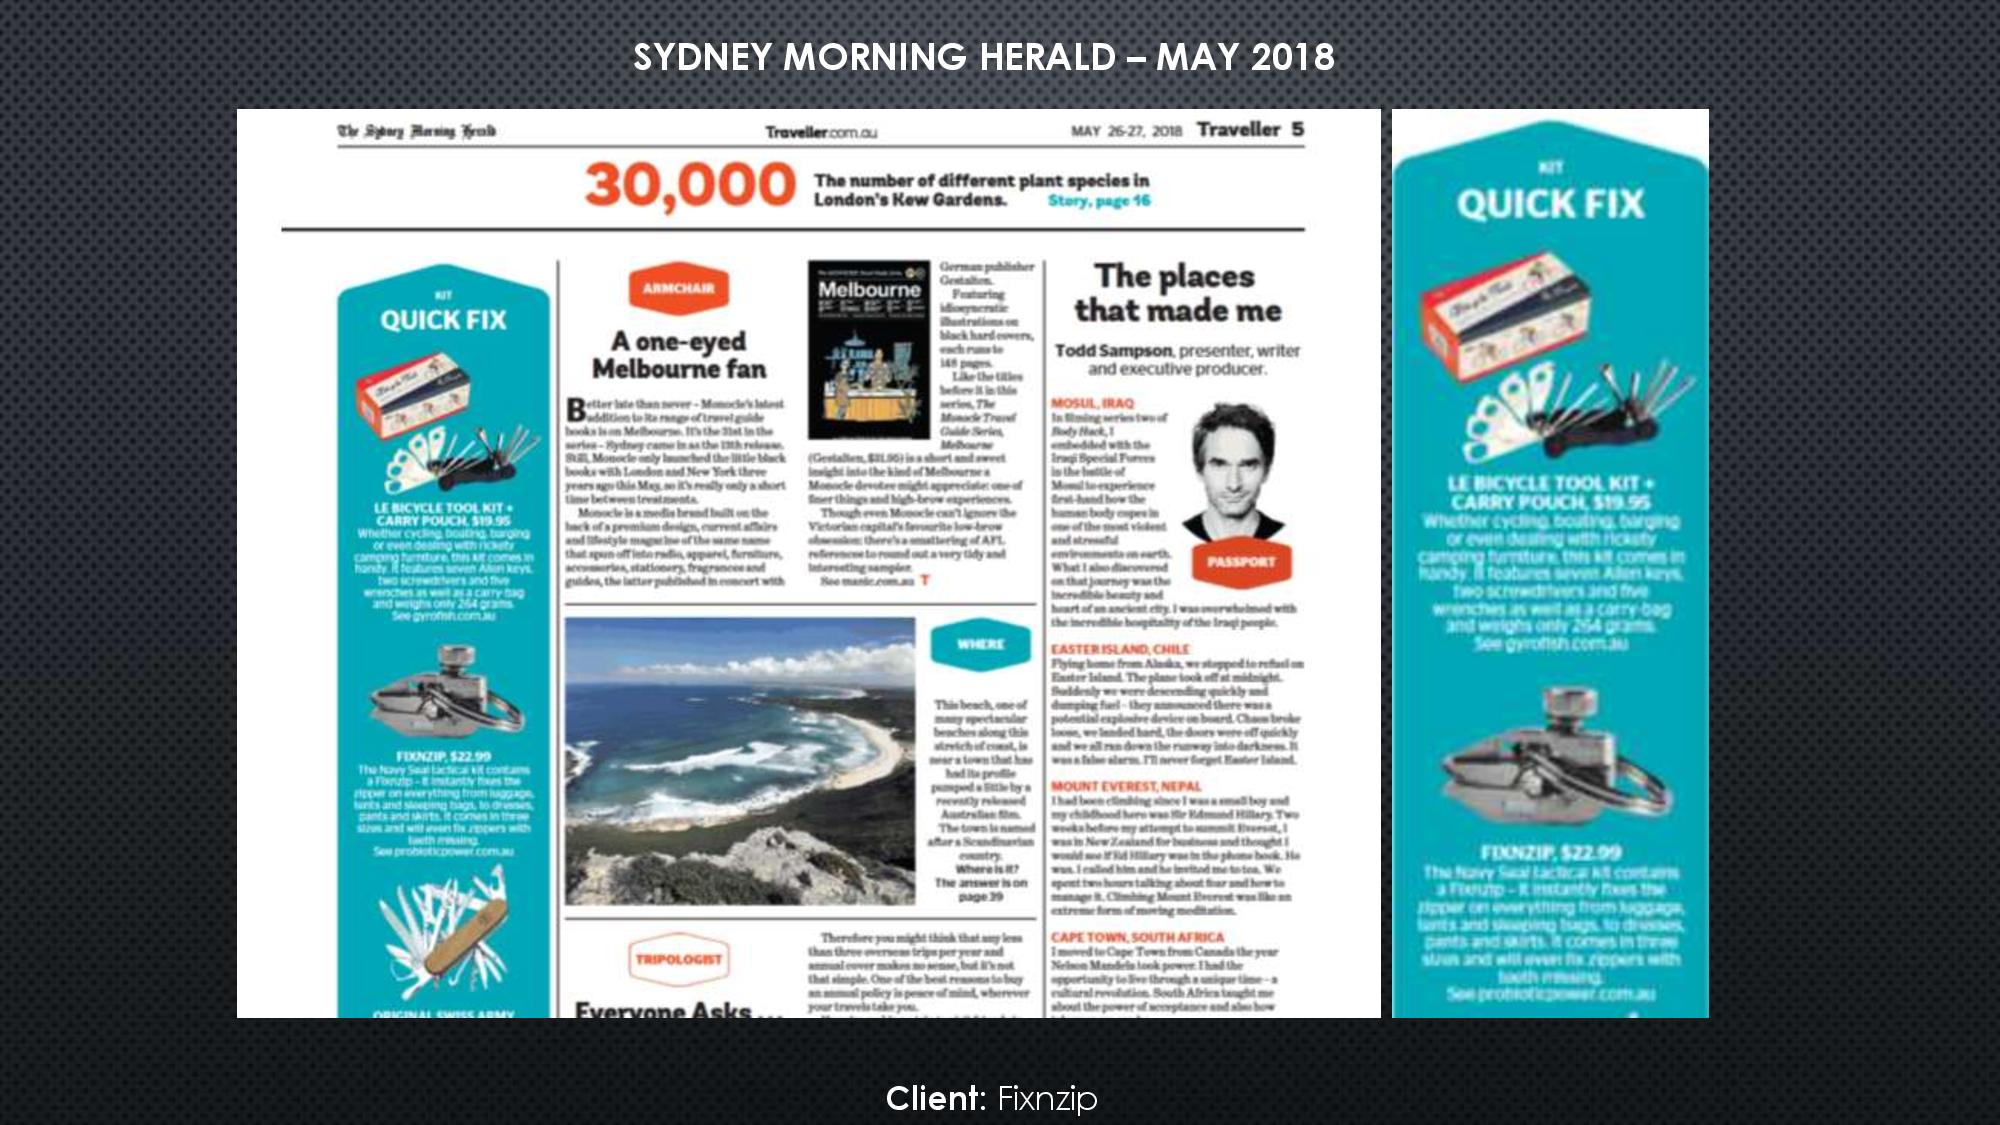 SYDNEY MORNING HERALD – MAY 2018
The Sydney Morning Herald
Traveller.com.au
MAY 26-27, 2018 Traveller 5
30,000
The number of different plant species in
London's Kew Gardens. Story, page 16
KIT
QUICK FIX
LE BICYCLE TOOL KIT +
CARRY POUCH, $19.95
Whether cycling, boating, barging
or even dealing with rickety
camping furniture, this kit comes in
handy. It features seven Allen keys,
two screwdrivers and five
wrenches as well as a carry-bag
and weighs only 264 grams.
See gyrofish.com.au
FIXNZIP, $22.99
The Navy Seal tactical kit contains
a Fixnzip – it instantly fixes the
zipper on everything from luggage,
tents and sleeping bags, to dresses,
pants and skirts. It comes in three
sizes and will even fix zippers with
teeth missing.
See probioticpower.com.au
ORIGINAL SWISS ARMY
ARMCHAIR
A one-eyed
Melbourne fan
Better late than never – Monocle's latest
addition to its range of travel guide
books is on Melbourne. It's the 31st in the
series – Sydney came in as the 13th release.
Still, Monocle only launched the little black
books with London and New York three
years ago this May, so it's really only a short
time between treatments.
Monocle is a media brand built on the
back of a premium design, current affairs
and lifestyle magazine of the same name
that spun off into radio, apparel, furniture,
accessories, stationery, fragrances and
guides, the latter published in concert with
Melbourne
German publisher
Gestalten.
Featuring
idiosyncratic
illustrations on
black hard covers,
each runs to
148 pages.
Like the titles
before it in this
series, The
Monocle Travel
Guide Series,
Melbourne
(Gestalten, $31.95) is a short and sweet
insight into the kind of Melbourne a
Monocle devotee might appreciate: one of
finer things and high-brow experiences.
Though even Monocle can't ignore the
Victorian capital's favourite low-brow
obsession: there's a smattering of AFL
references to round out a very tidy and
interesting sampler.
See manic.com.au T
WHERE
This beach, one of
many spectacular
beaches along this
stretch of coast, is
near a town that has
had its profile
pumped a little by a
recently released
Australian film.
The town is named
after a Scandinavian
country.
Where is it?
The answer is on
page 39
TRIPOLOGIST
Everyone Asks ...
Therefore you might think that any less
than three overseas trips per year and
annual cover makes no sense, but it's not
that simple. One of the best reasons to buy
an annual policy is peace of mind, wherever
your travels take you.
The places
that made me
Todd Sampson, presenter, writer
and executive producer.
PASSPORT
MOSUL, IRAQ
In filming series two of
Body Hack, I
embedded with the
Iraqi Special Forces
in the battle of
Mosul to experience
first-hand how the
human body copes in
one of the most violent
and stressful
environments on earth.
What I also discovered
on that journey was the
incredible beauty and
heart of an ancient city. I was overwhelmed with
the incredible hospitality of the Iraqi people.
EASTER ISLAND, CHILE
Flying home from Alaska, we stopped to refuel on
Easter Island. The plane took off at midnight.
Suddenly we were descending quickly and
dumping fuel – they announced there was a
potential explosive device on board. Chaos broke
loose, we landed hard, the doors were off quickly
and we all ran down the runway into darkness. It
was a false alarm. I'll never forget Easter Island.
MOUNT EVEREST, NEPAL
I had been climbing since I was a small boy and
my childhood hero was Sir Edmund Hillary. Two
weeks before my attempt to summit Everest, I
was in New Zealand for business and thought I
would see if Ed Hillary was in the phone book. He
was. I called him and he invited me to tea. We
spent two hours talking about fear and how to
manage it. Climbing Mount Everest was like an
extreme form of moving meditation.
CAPE TOWN, SOUTH AFRICA
I moved to Cape Town from Canada the year
Nelson Mandela took power. I had the
opportunity to live through a unique time – a
cultural revolution. South Africa taught me
about the power of acceptance and also how
KIT
QUICK FIX
LE BICYCLE TOOL KIT +
CARRY POUCH, $19.95
Whether cycling, boating, barging
or even dealing with rickety
camping furniture, this kit comes in
handy. It features seven Allen keys,
two screwdrivers and five
wrenches as well as a carry-bag
and weighs only 264 grams.
See gyrofish.com.au
FIXNZIP, $22.99
The Navy Seal tactical kit contains
a Fixnzip – it instantly fixes the
zipper on everything from luggage,
tents and sleeping bags, to dresses,
pants and skirts. It comes in three
sizes and will even fix zippers with
teeth missing.
See probioticpower.com.au
Client: Fixnzip